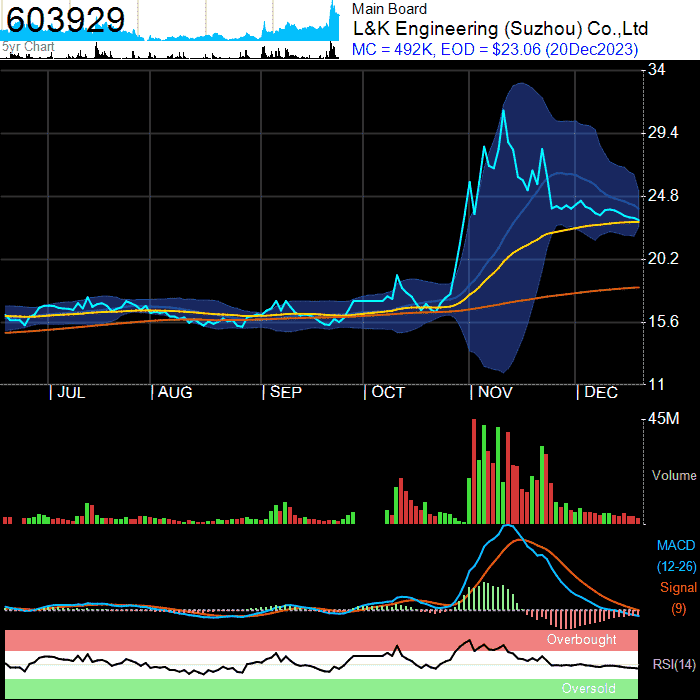 603929
5yr Chart
Main Board
L&K Engineering (Suzhou) Co.,Ltd
MC = 492K, EOD = $23.06 (20Dec2023)
34
29.4
24.8
20.2
15.6
11
JUL AUG SEP OCT NOV DEC
45M
Volume
MACD
(12-26)
Signal
(9)
Overbought
RSI(14)
Oversold